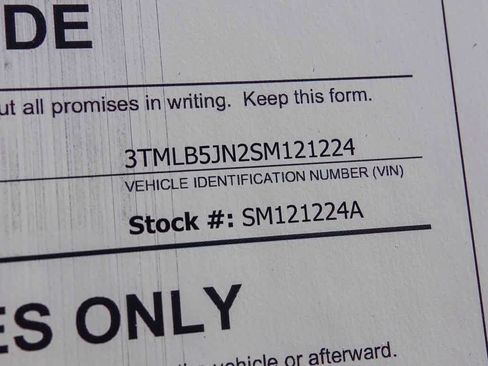 DE
ut all promises in writing. Keep this form.
3TMLB5JN2SM121224
VEHICLE IDENTIFICATION NUMBER (VIN)
Stock #: SM121224A
ES ONLY
the vehicle or afterward.